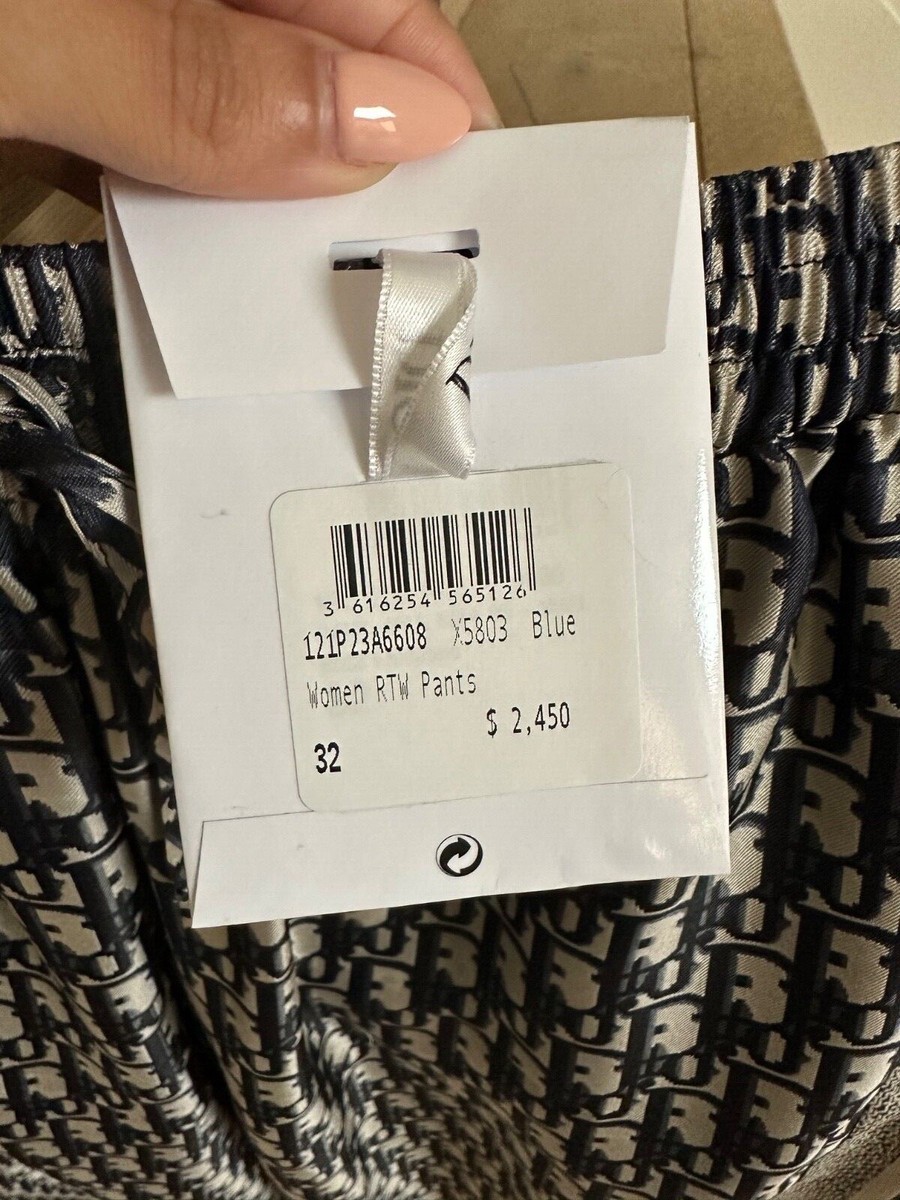 3 616254 565126
121P23A6608 X5803 Blue
Women RTW Pants
$ 2,450
32